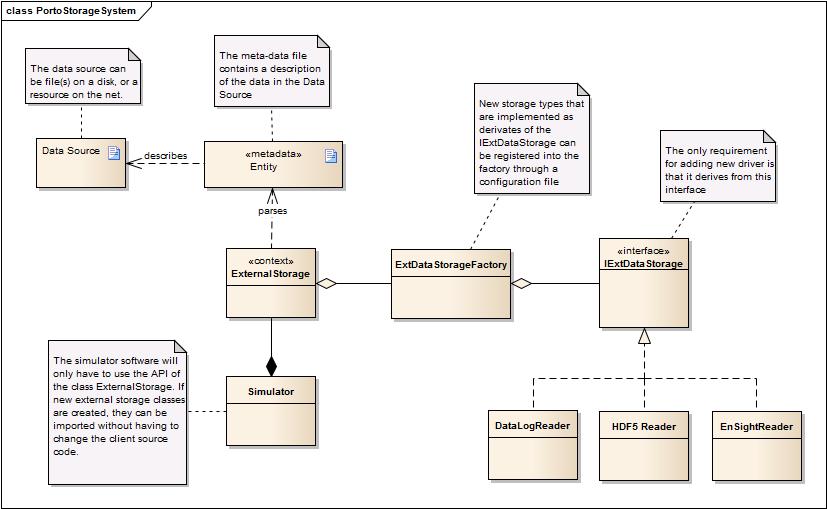 class PortoStorageSystem
The data source can
be file(s) on a disk, or a
resource on the net.
The meta-data file
contains a description
of the data in the Data
Source
New storage types that
are implemented as
derivates of the
IExtDataStorage can
be registered into the
factory through a
configuration file
The only requirement
for adding new driver is
that it derives from this
interface
Data Source
describes
«metadata»
Entity
parses
«context»
ExternalStorage
ExtDataStorageFactory
«interface»
IExtDataStorage
The simulator software will
only have to use the API of
the class ExternalStorage. If
new external storage classes
are created, they can be
imported without having to
change the client source
code.
Simulator
DataLogReader
HDF5 Reader
EnSightReader